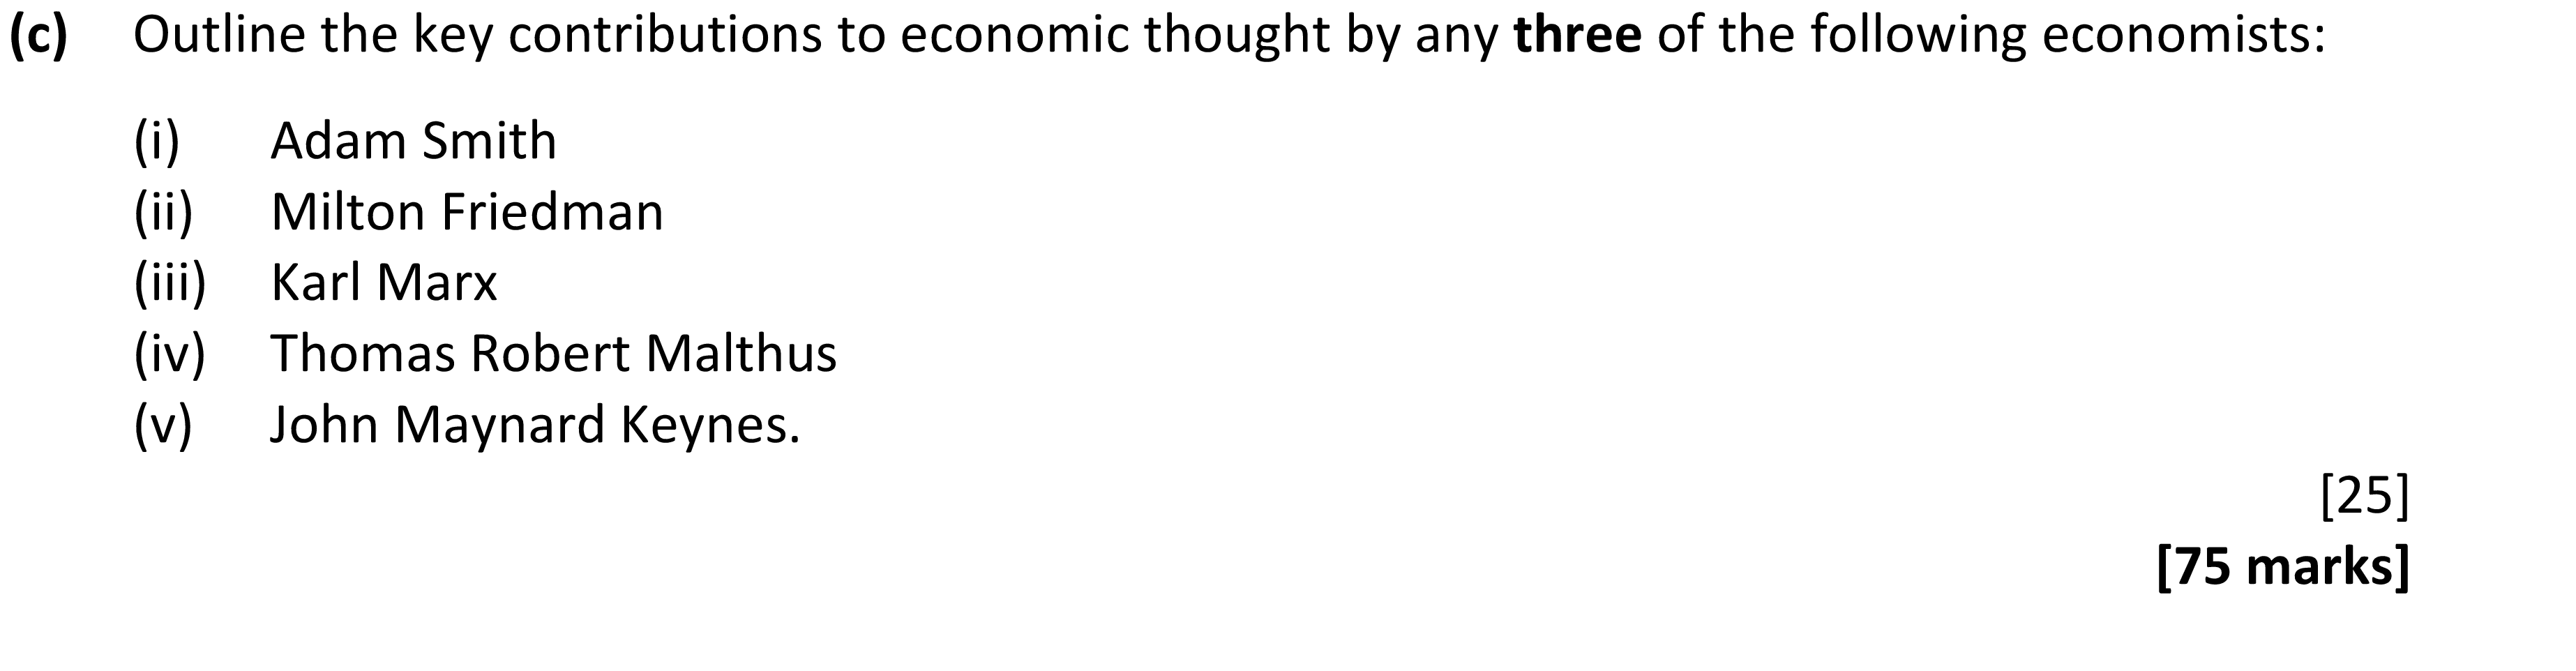 (c) Outline the key contributions to economic thought by any three of the following economists:
(i) Adam Smith
(ii) Milton Friedman
(iii) Karl Marx
(iv) Thomas Robert Malthus
(v) John Maynard Keynes.
[25]
[75 marks]